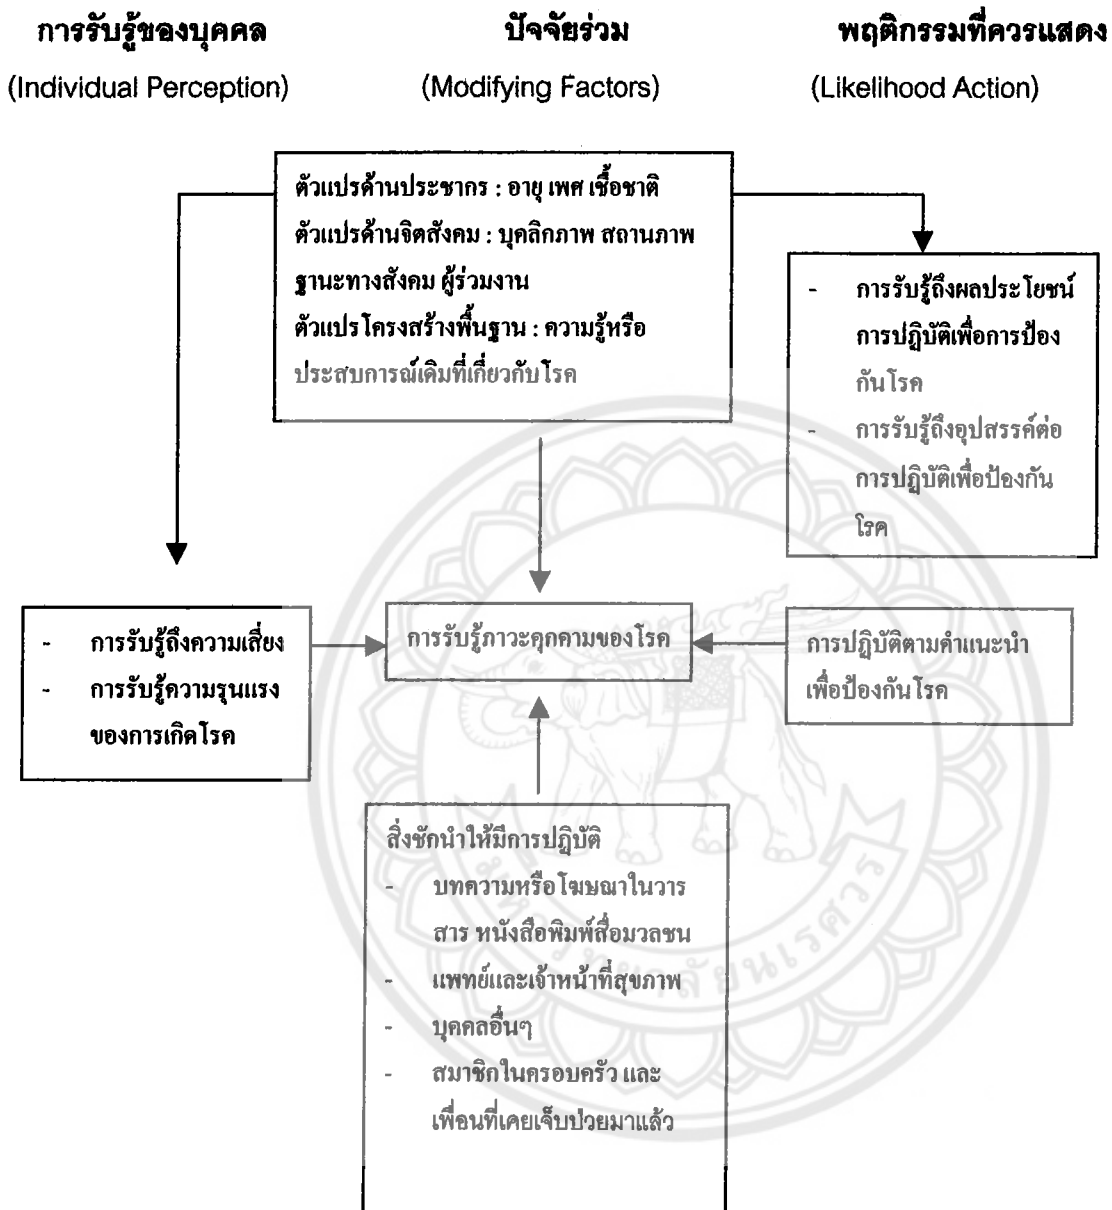 การรับรู้ของบุคคล
ปัจจัยร่วม
พฤติกรรมที่ควรแสดง
(Individual Perception)
(Modifying Factors)
(Likelihood Action)
ตัวแปรด้านประชากร : อายุ เพศ เชื้อชาติ
ตัวแปรด้านจิตสังคม : บุคลิกภาพ สถานภาพ
ฐานะทางสังคม ผู้ร่วมงาน
ตัวแปรโครงสร้างพื้นฐาน : ความรู้หรือ
ประสบการณ์เดิมที่เกี่ยวกับโรค
- การรับรู้ถึงผลประโยชน์
การปฏิบัติเพื่อการป้อง
กันโรค
- การรับรู้ถึงอุปสรรคต่อ
การปฏิบัติเพื่อป้องกัน
โรค
- การรับรู้ถึงความเสี่ยง
- การรับรู้ความรุนแรง
ของการเกิดโรค
การรับรู้ภาวะคุกคามของโรค
การปฏิบัติตามคำแนะนำ
เพื่อป้องกันโรค
สิ่งชักนำให้มีการปฏิบัติ
- บทความหรือโฆษณาในวาร
สาร หนังสือพิมพ์สื่อมวลชน
- แพทย์และเจ้าหน้าที่สุขภาพ
- บุคคลอื่นๆ
- สมาชิกในครอบครัว และ
เพื่อนที่เคยเจ็บป่วยมาแล้ว